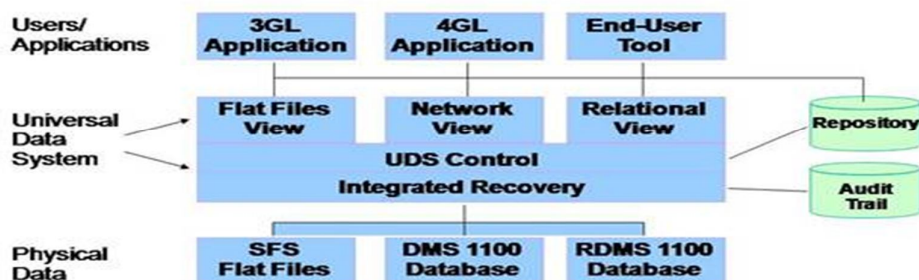 Users/
Applications
3GL
Application
4GL
Application
End-User
Tool
Universal
Data
System
Flat Files
View
Network
View
Relational
View
Repository
UDS Control
Integrated Recovery
Audit
Trail
Physical
Data
SFS
Flat Files
DMS 1100
Database
RDMS 1100
Database